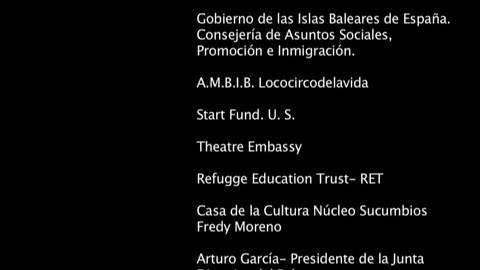 Gobierno de las Islas Baleares de España.
Consejería de Asuntos Sociales,
Promoción e Inmigración.
A.M.B.I.B. Lococircodelavida
Start Fund. U. S.
Theatre Embassy
Refugge Education Trust- RET
Casa de la Cultura Núcleo Sucumbios
Fredy Moreno
Arturo García- Presidente de la Junta